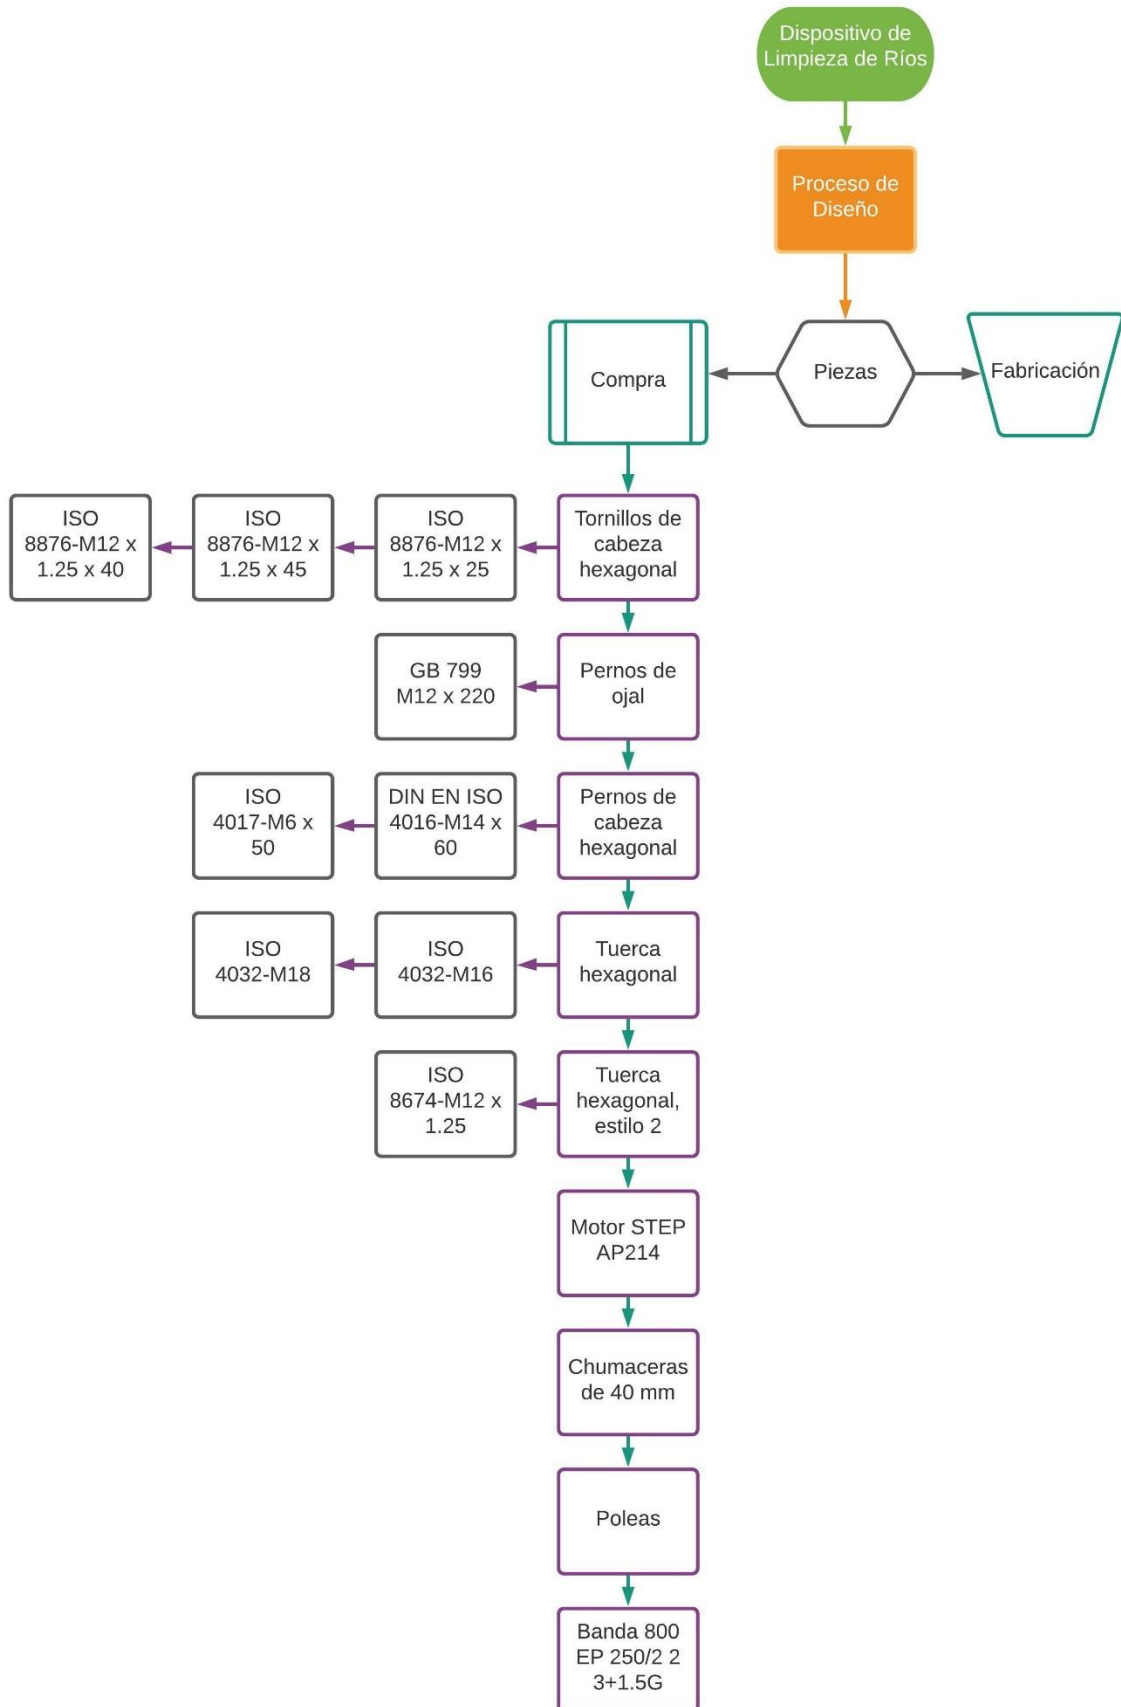 Dispositivo de
Limpieza de Ríos
Proceso de
Diseño
Compra
Piezas
Fabricación
ISO
8876-M12 x
1.25 x 40
ISO
8876-M12 x
1.25 x 45
ISO
8876-M12 x
1.25 x 25
Tornillos de
cabeza
hexagonal
GB 799
M12 x 220
Pernos de
ojal
ISO
4017-M6 x
50
DIN EN ISO
4016-M14 x
60
Pernos de
cabeza
hexagonal
ISO
4032-M18
ISO
4032-M16
Tuerca
hexagonal
ISO
8674-M12 x
1.25
Tuerca
hexagonal,
estilo 2
Motor STEP
AP214
Chumaceras
de 40 mm
Poleas
Banda 800
EP 250/2 2
3+1.5G